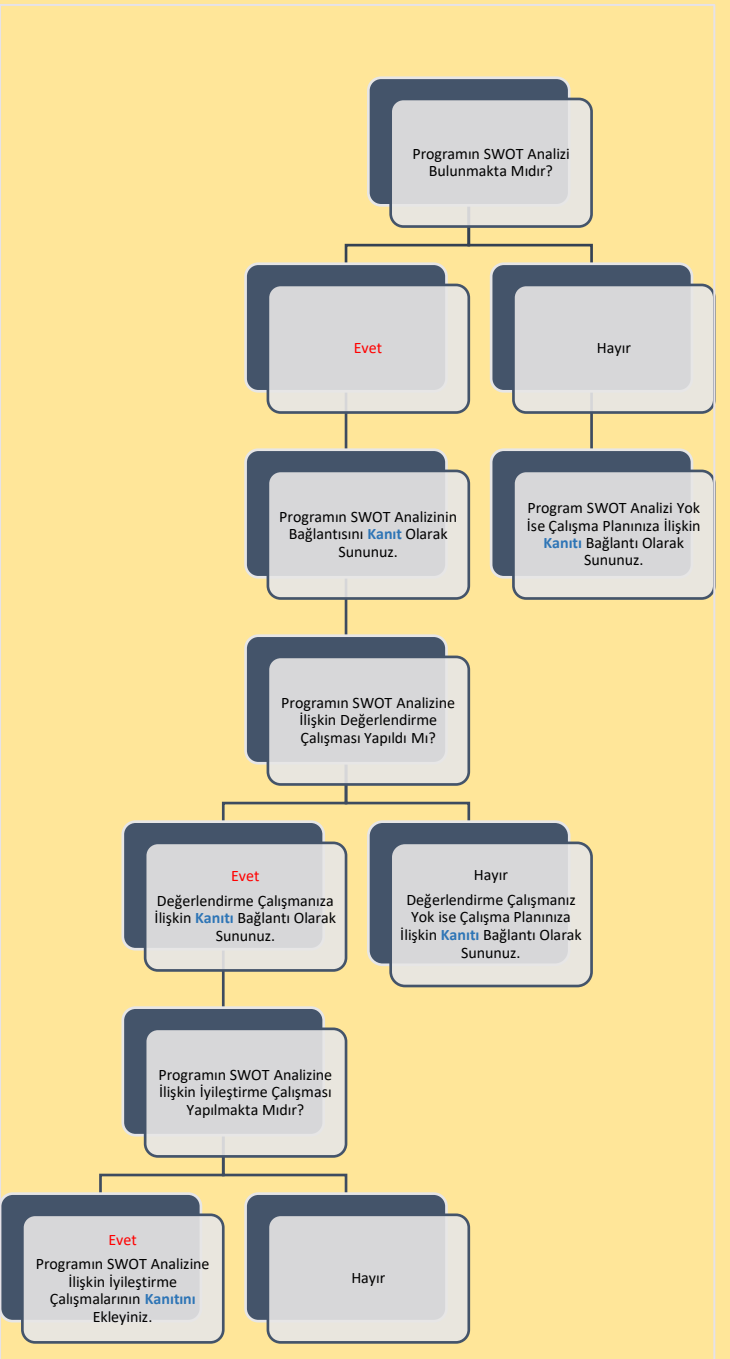 Programın SWOT Analizi
Bulunmakta Mıdır?
Evet
Hayır
Programın SWOT Analizinin
Bağlantısını Kanıt Olarak
Sununuz.
Program SWOT Analizi Yok
İse Çalışma Planınıza İlişkin
Kanıtı Bağlantı Olarak
Sununuz.
Programın SWOT Analizine
İlişkin Değerlendirme
Çalışması Yapıldı Mı?
Evet
Değerlendirme Çalışmanıza
İlişkin Kanıtı Bağlantı Olarak
Sununuz.
Hayır
Değerlendirme Çalışmanız
Yok ise Çalışma Planınıza
İlişkin Kanıtı Bağlantı Olarak
Sununuz.
Programın SWOT Analizine
İlişkin İyileştirme Çalışması
Yapılmakta Mıdır?
Evet
Programın SWOT Analizine
İlişkin İyileştirme
Çalışmalarının Kanıtını
Ekleyiniz.
Hayır